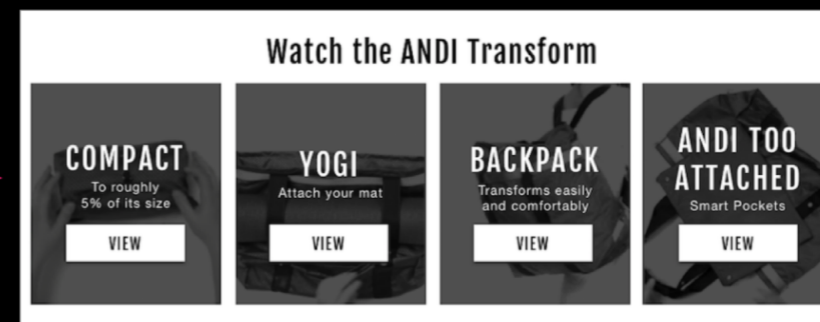 Watch the ANDI Transform
COMPACT
To roughly
5% of its size
VIEW
YOGI
Attach your mat
VIEW
BACKPACK
Transforms easily
and comfortably
VIEW
ANDI TOO
ATTACHED
Smart Pockets
VIEW